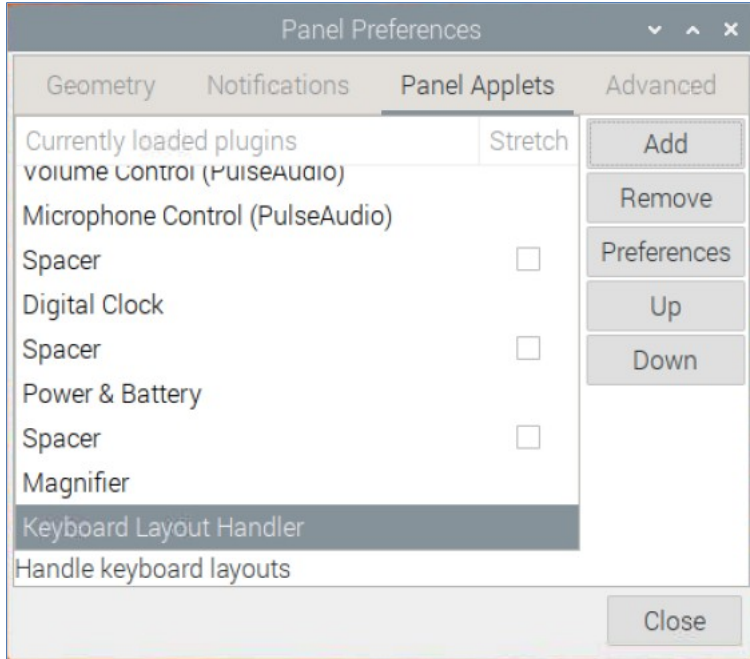 Panel Preferences
Geometry Notifications Panel Applets Advanced
Currently loaded plugins Stretch
Volume Control (PulseAudio)
Microphone Control (PulseAudio)
Spacer
Digital Clock
Spacer
Power & Battery
Spacer
Magnifier
Keyboard Layout Handler
Handle keyboard layouts
Add
Remove
Preferences
Up
Down
Close